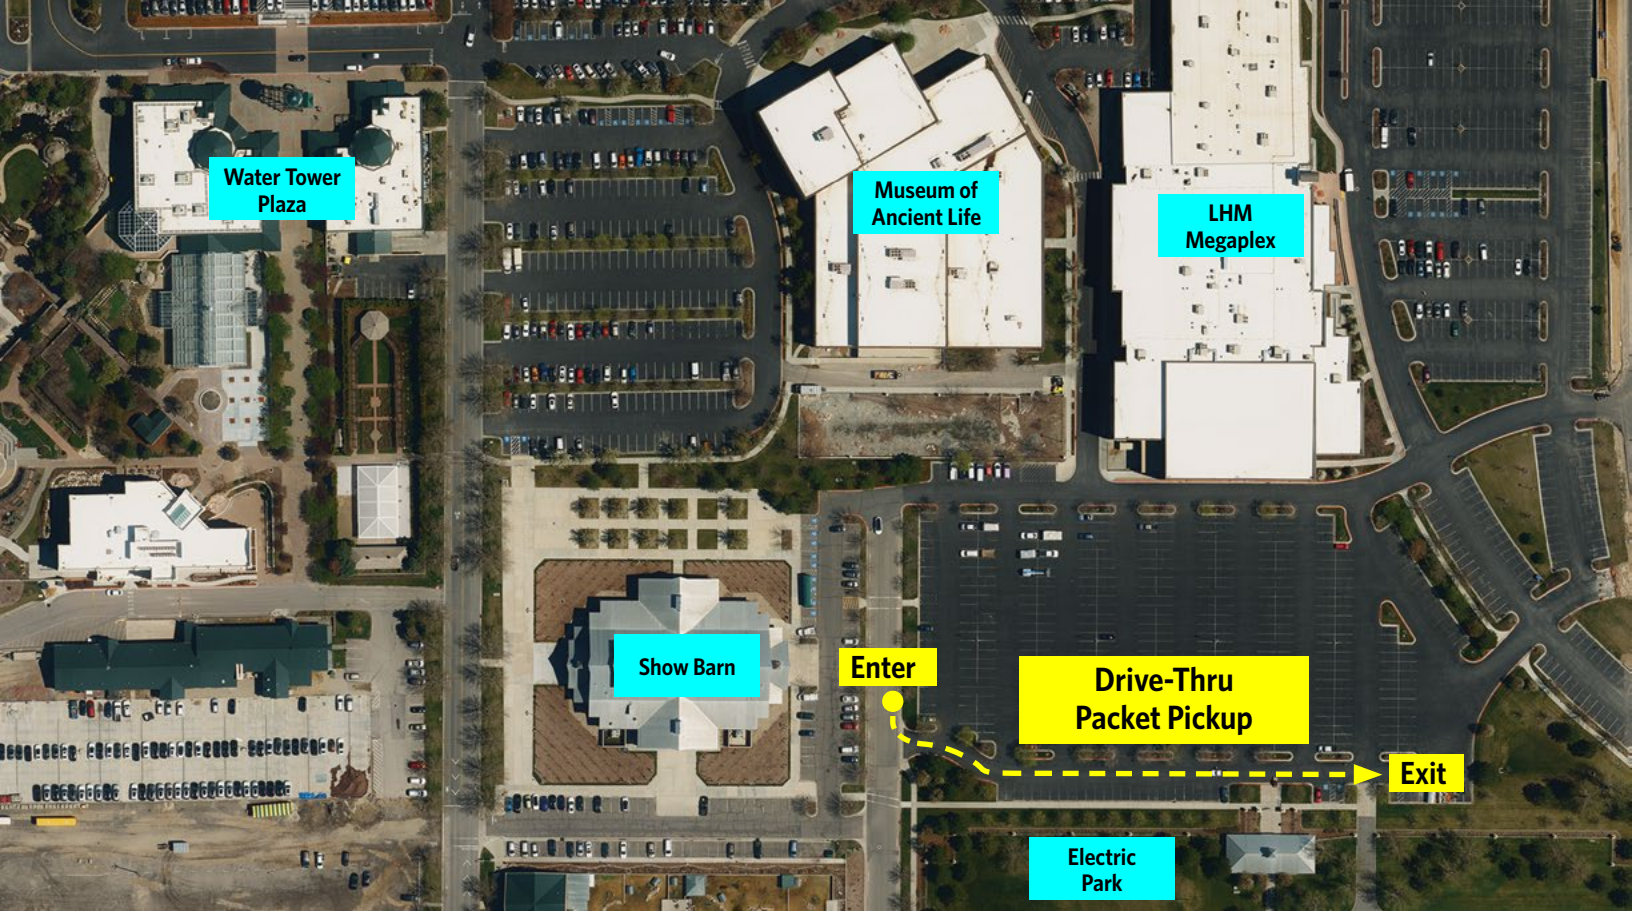 Water Tower
Plaza
Museum of
Ancient Life
LHM
Megaplex
Show Barn
Enter
Drive-Thru
Packet Pickup
Exit
Electric
Park